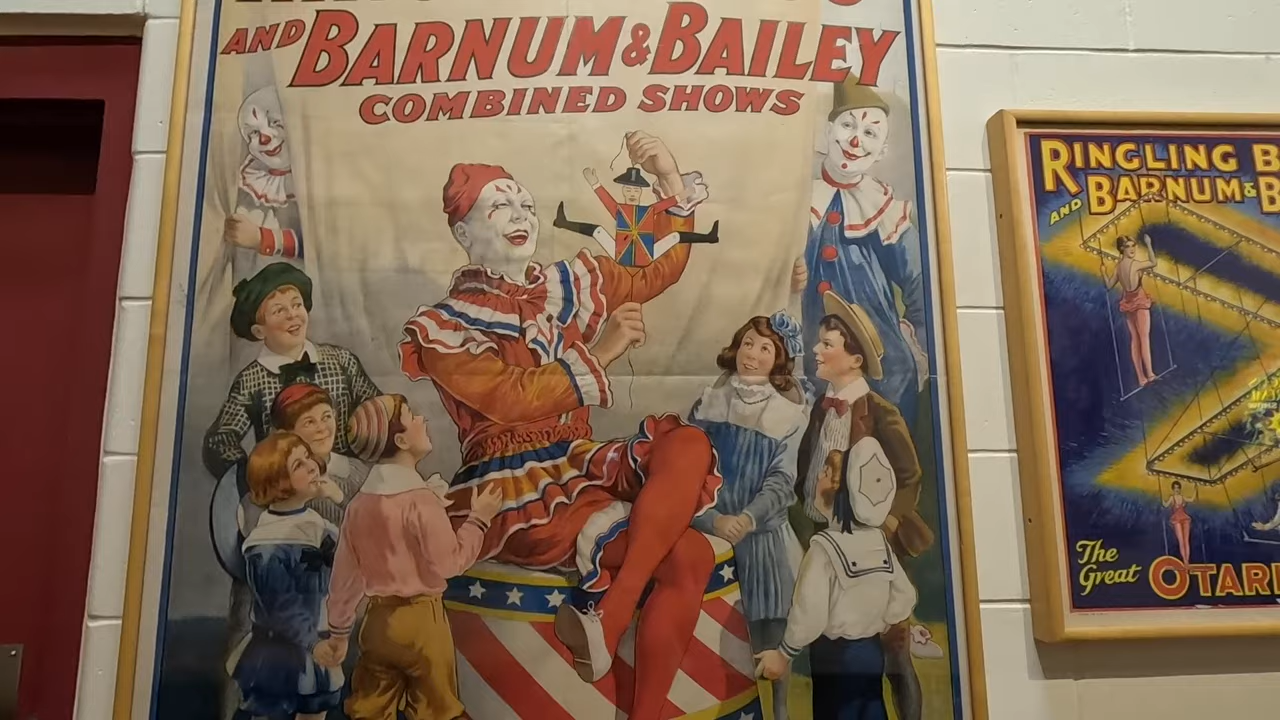 AND BARNUM & BAILEY
COMBINED SHOWS
RINGLING B
AND BARNUM & B
The
Great OTARI